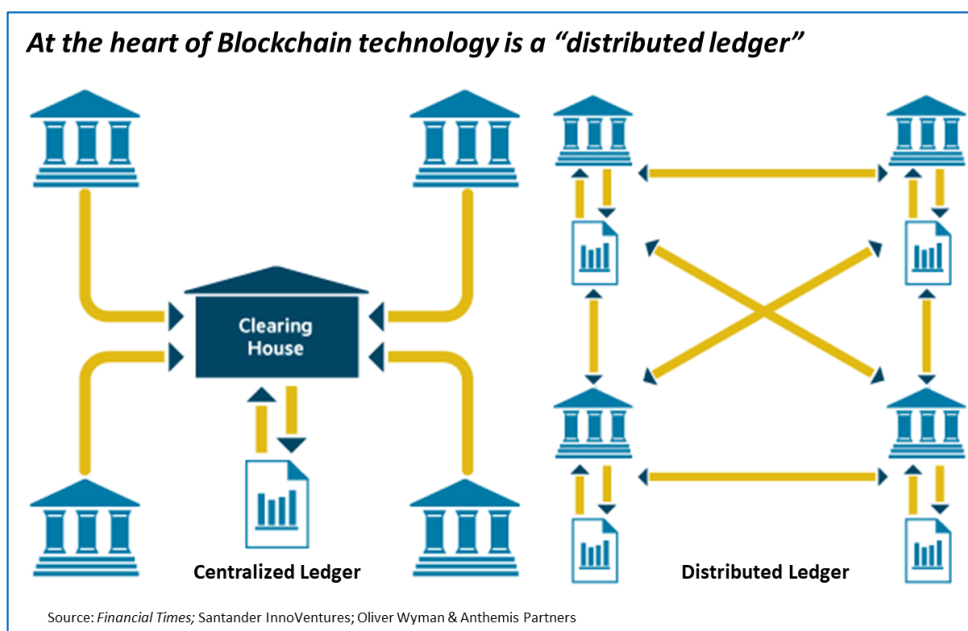 At the heart of Blockchain technology is a “distributed ledger”
Clearing
House
Centralized Ledger
Distributed Ledger
Source: Financial Times; Santander InnoVentures; Oliver Wyman & Anthemis Partners